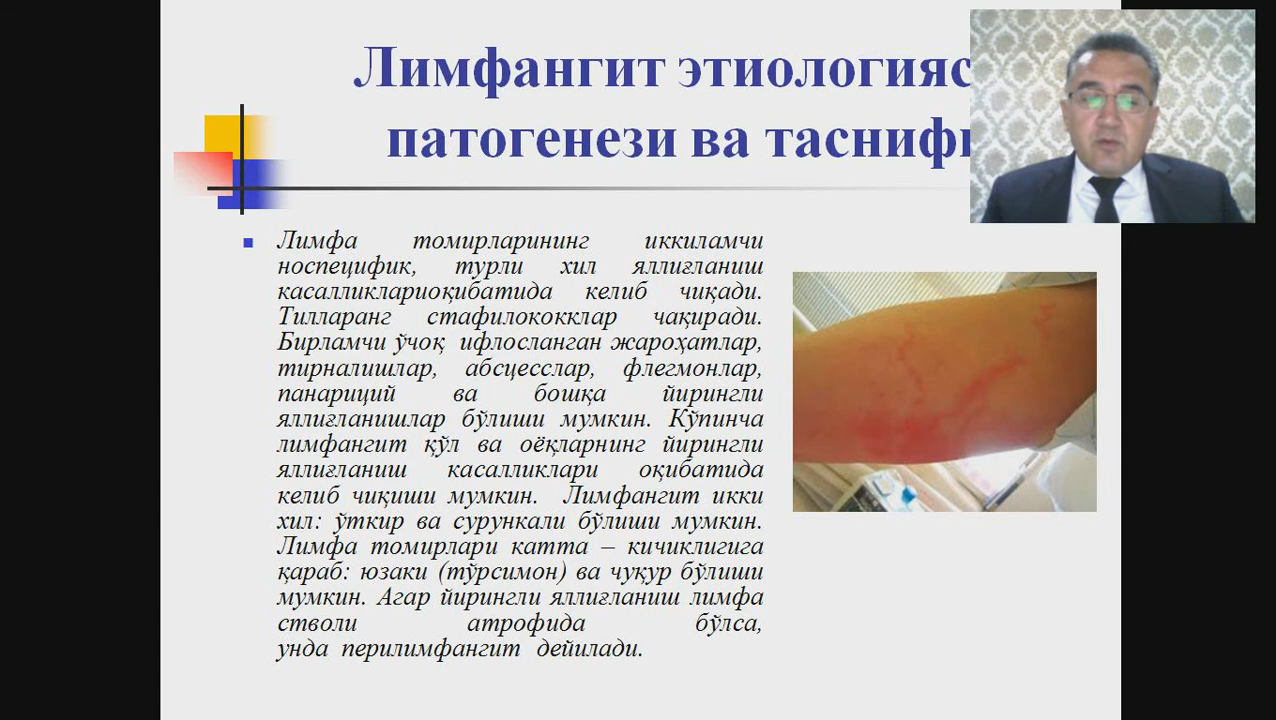 Лимфангит этиологияс
патогенези ва таснифи
Лимфа томирларининг иккиламчи
носпецифик, турли хил яллиғланиш
касалликлариоқибатида келиб чиқади.
Тилларанг стафилококклар чақиради.
Бирламчи ўчоқ ифлосланган жароҳатлар,
тирналишлар, абсцесслар, флегмонлар,
панариций ва бошқа йирингли
яллиғланишлар бўлиши мумкин. Кўпинча
лимфангит қўл ва оёқларнинг йирингли
яллиғланиш касалликлари оқибатида
келиб чиқиши мумкин. Лимфангит икки
хил: ўткир ва сурункали бўлиши мумкин.
Лимфа томирлари катта – кичиклигига
қараб: юзаки (тўрсимон) ва чуқур бўлиши
мумкин. Агар йирингли яллиғланиш лимфа
стволи атрофида бўлса,
унда перилимфангит дейилади.